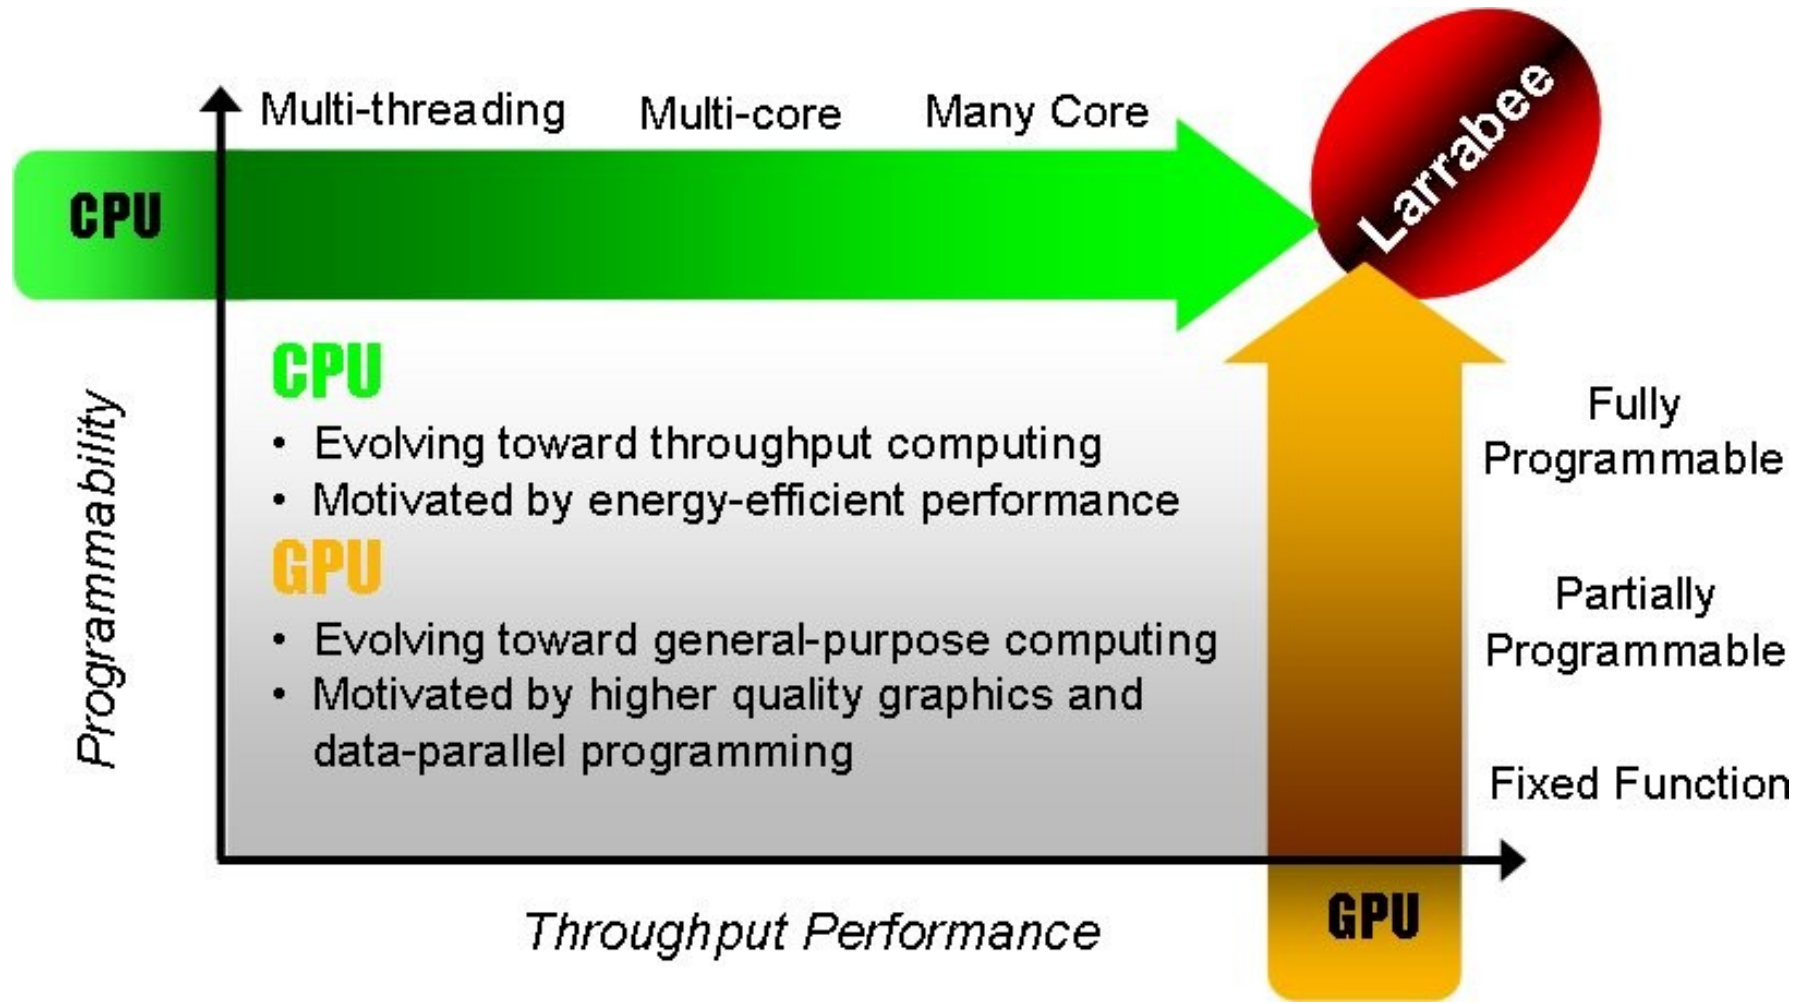 Multi-threading
Multi-core
Many Core
Larrabee
CPU
CPU
• Evolving toward throughput computing
• Motivated by energy-efficient performance
GPU
• Evolving toward general-purpose computing
• Motivated by higher quality graphics and
data-parallel programming
Programmability
Fully
Programmable
Partially
Programmable
Fixed Function
Throughput Performance
GPU